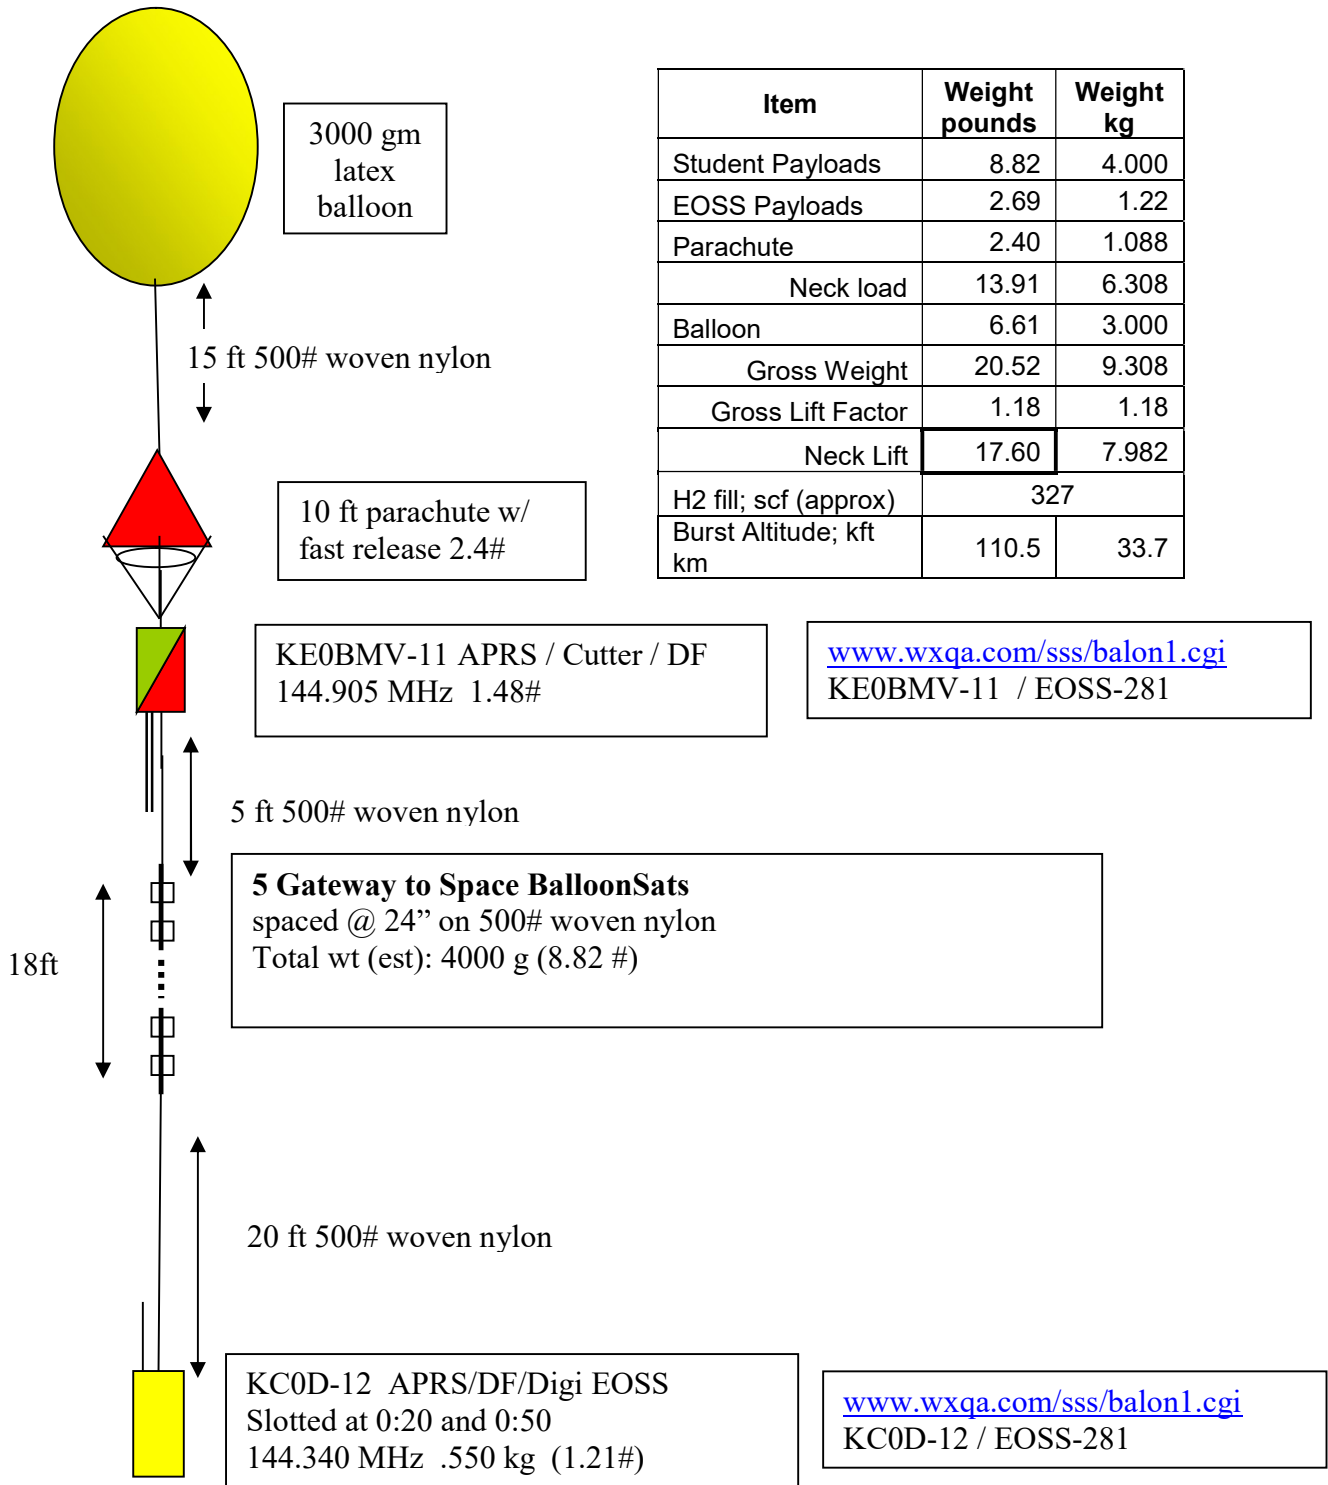 3000 gm
latex
balloon
Item Weight pounds Weight kg
Student Payloads 8.82 4.000
EOSS Payloads 2.69 1.22
Parachute 2.40 1.088
Neck load 13.91 6.308
Balloon 6.61 3.000
Gross Weight 20.52 9.308
Gross Lift Factor 1.18 1.18
Neck Lift 17.60 7.982
H2 fill; scf (approx) 327
Burst Altitude; kft
km 110.5 33.7
15 ft 500# woven nylon
10 ft parachute w/
fast release 2.4#
KE0BMV-11 APRS / Cutter / DF
144.905 MHz 1.48#
www.wxqa.com/sss/balon1.cgi
KE0BMV-11 / EOSS-281
5 ft 500# woven nylon
5 Gateway to Space BalloonSats
spaced @ 24” on 500# woven nylon
Total wt (est): 4000 g (8.82 #)
18ft
20 ft 500# woven nylon
KC0D-12 APRS/DF/Digi EOSS
Slotted at 0:20 and 0:50
144.340 MHz .550 kg (1.21#)
www.wxqa.com/sss/balon1.cgi
KC0D-12 / EOSS-281